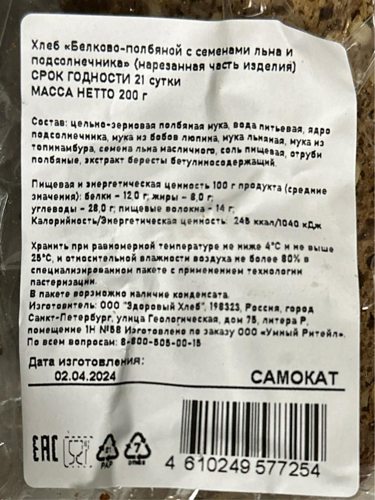 Хлеб «Белково-полбяной с семенами льна и
подсолнечника» (нарезанная часть изделия)
СРОК ГОДНОСТИ 21 сутки
МАССА НЕТТО 200 г
Состав: цельно-зерновая полбяная мука, вода питьевая, ядро
подсолнечника, мука из бобов люпина, мука льняная, мука из
топинамбура, семена льна масличного, соль пищевая, отруби
полбяные, экстракт бересты бетулиносодержащий.
Пищевая и энергетическая ценность 100 г продукта (средние
значения): белки – 12,0 г; жиры – 8,0 г;
углеводы – 28,0 г; пищевые волокна – 14 г;
Калорийность/Энергетическая ценность: 245 ккал/1040 кДж
Хранить при равномерной температуре не ниже 4°С и не выше
25°С, и относительной влажности воздуха не более 80% в
специализированном пакете с применением технологии
пастеризации.
В пакете возможно наличие конденсата.
Изготовитель: ООО "Здоровый Хлеб", 198323, Россия, город
Санкт-Петербург, улица Геологическая, дом 75, литера Р.
помещение 1Н №58 Изготовлено по заказу ООО «Умный Ритейл».
По всем вопросам: 8-800-505-00-15
Дата изготовления:
02.04.2024
САМОКАТ
EAC
PAP
7
4 610249 577254